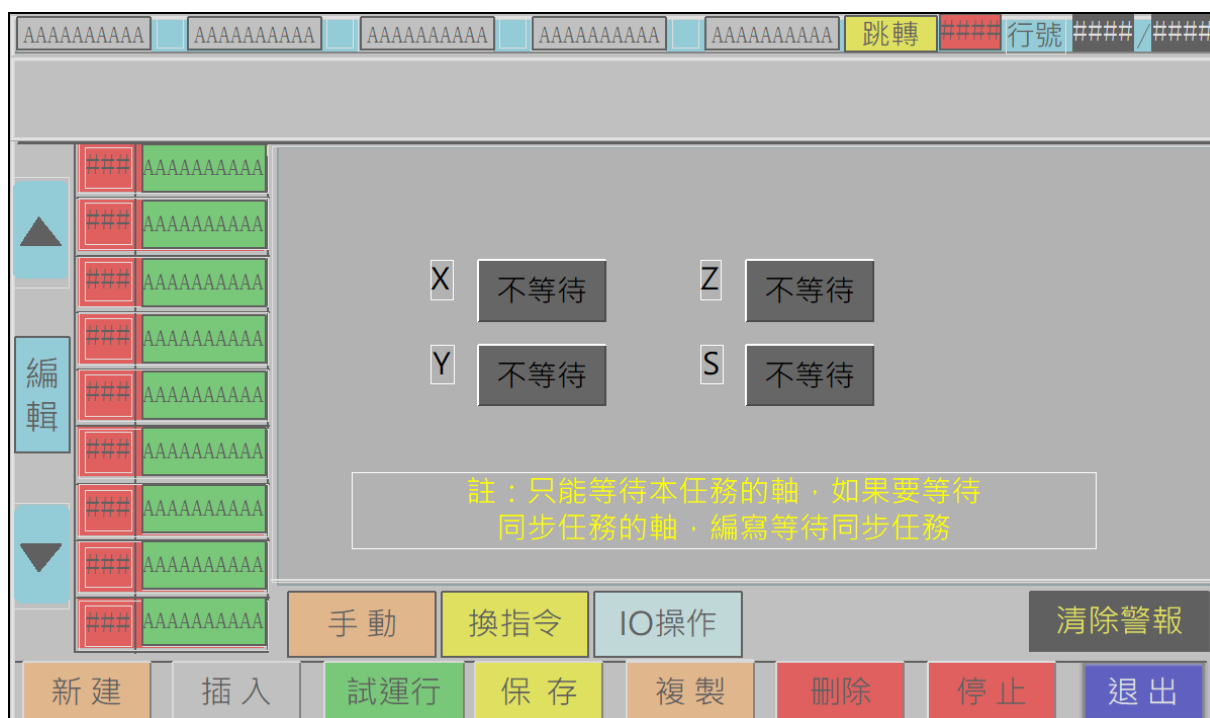 AAAAAAAAAA AAAAAAAAAA AAAAAAAAAA AAAAAAAAAA AAAAAAAAAA 跳轉 #### 行號 #### / ####
### AAAAAAAAAA
### AAAAAAAAAA
### AAAAAAAAAA
### AAAAAAAAAA
### AAAAAAAAAA
### AAAAAAAAAA
### AAAAAAAAAA
### AAAAAAAAAA
### AAAAAAAAAA
編
輯
X 不等待 Z 不等待
Y 不等待 S 不等待
註：只能等待本任務的軸，如果要等待
同步任務的軸，編寫等待同步任務
手 動 換指令 IO操作 清除警報
新 建 插 入 試運行 保 存 複 製 刪除 停 止 退 出